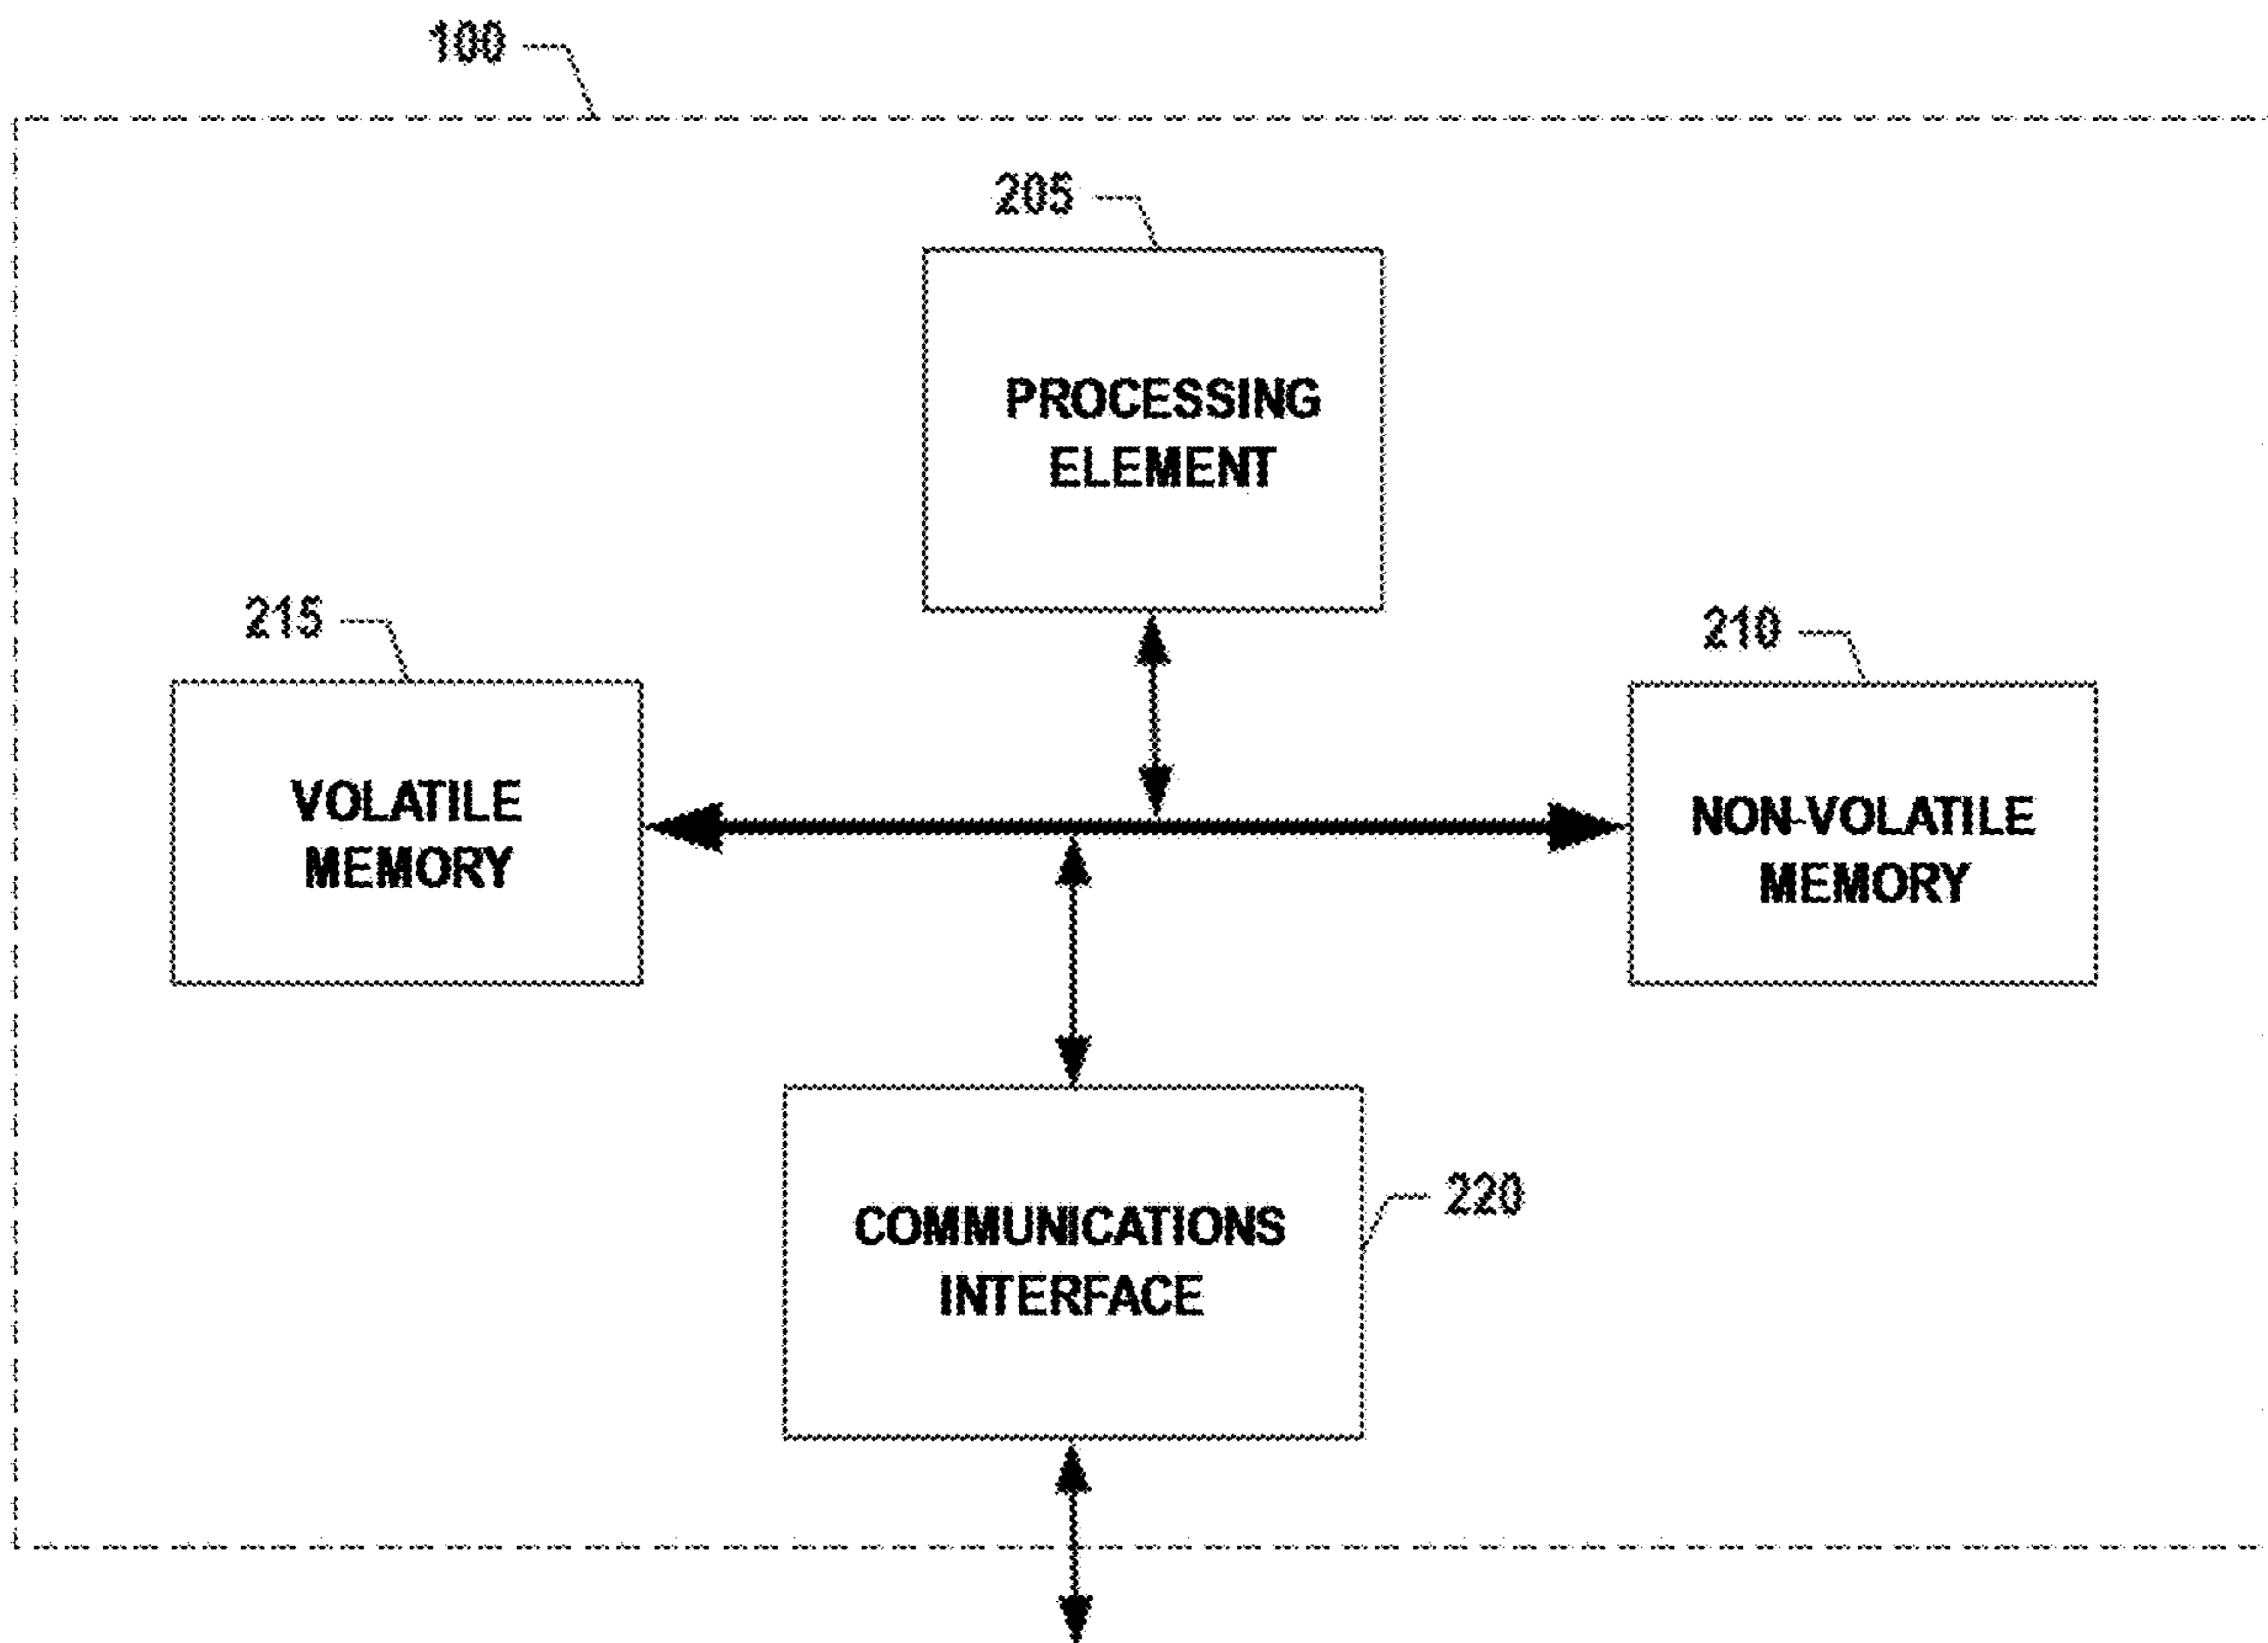 100
205
PROCESSING
ELEMENT
215
210
VOLATILE
MEMORY
NON-VOLATILE
MEMORY
COMMUNICATIONS
INTERFACE
220